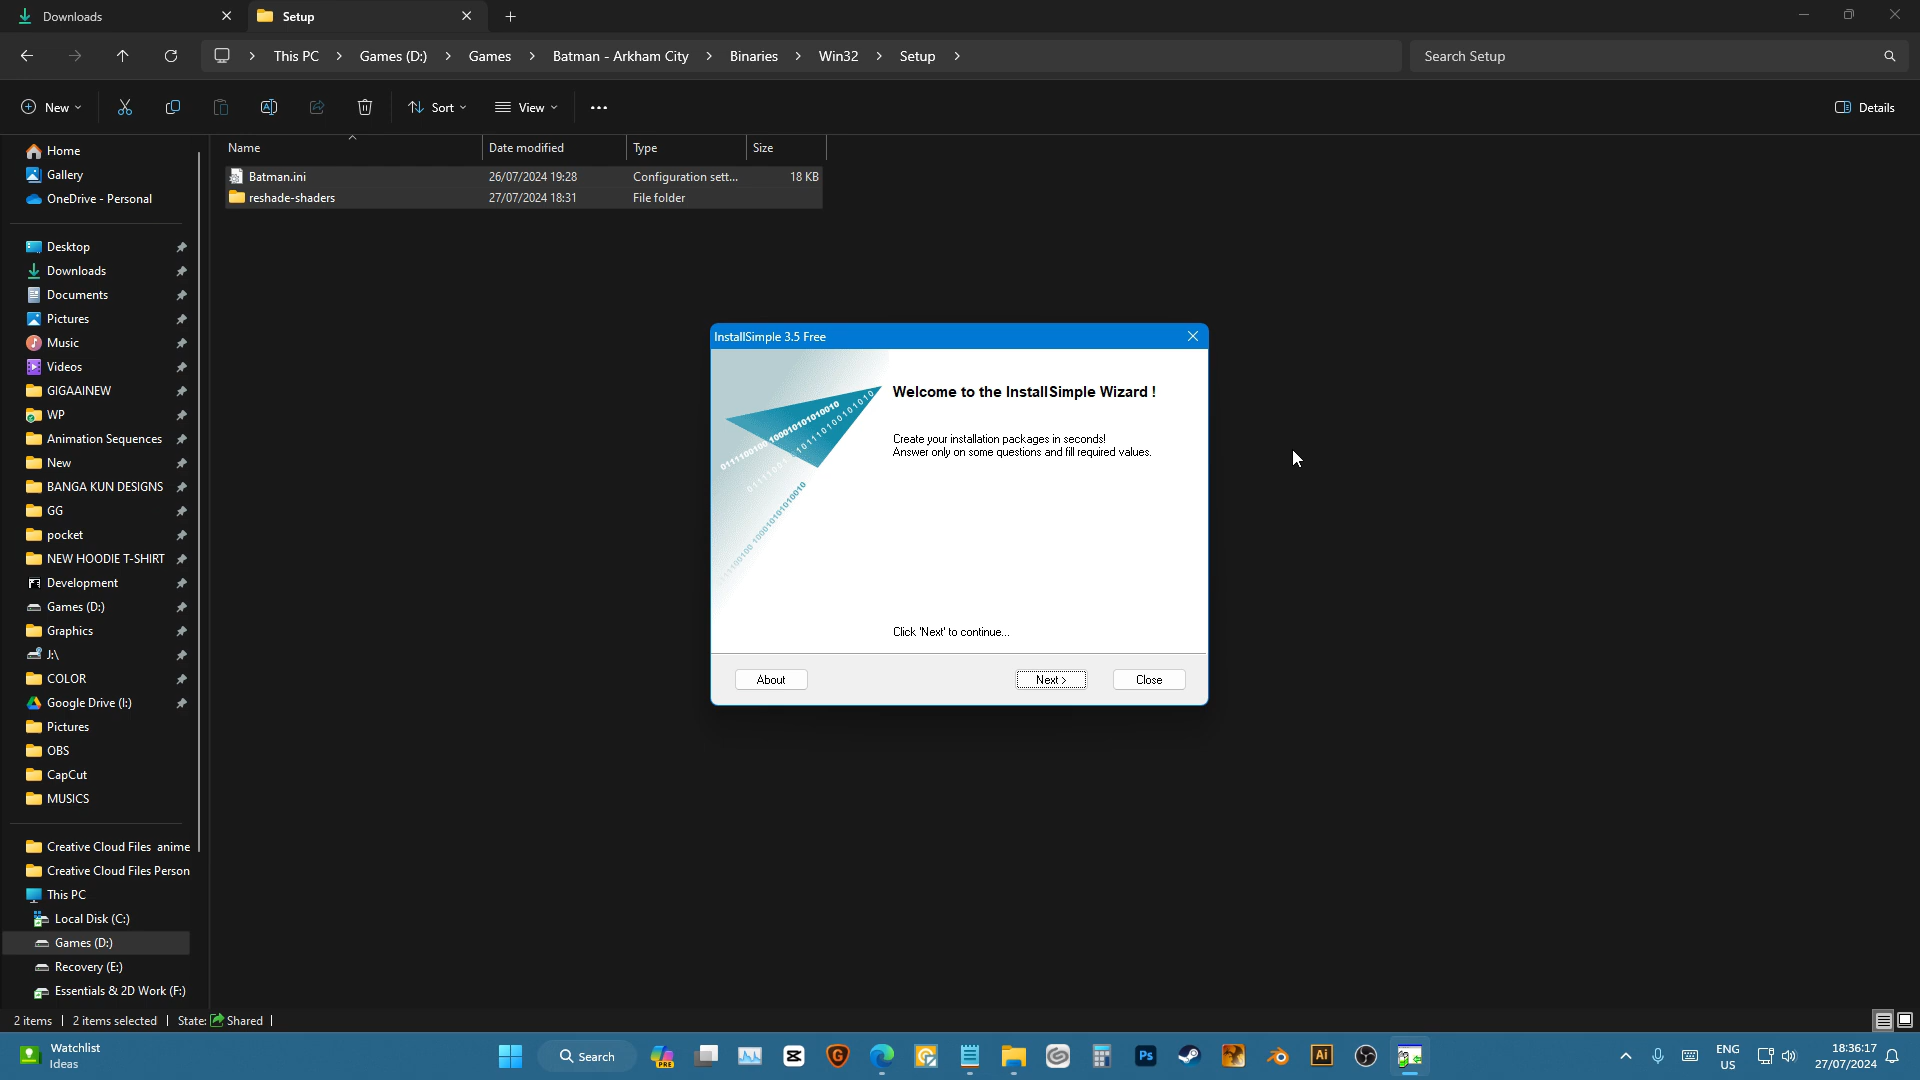 Downloads
Setup
This PC
Games (D:)
Games
Batman - Arkham City
Binaries
Win32
Setup
Search Setup
New
Sort
View
Details
Name
Date modified
Type
Size
Batman.ini
26/07/2024 19:28
Configuration sett...
18 KB
reshade-shaders
27/07/2024 18:31
File folder
Home
Gallery
OneDrive - Personal
Desktop
Downloads
Documents
Pictures
Music
Videos
GIGAAINEW
WP
Animation Sequences
New
BANGA KUN DESIGNS
GG
pocket
NEW HOODIE T-SHIRT
Development
Games (D:)
Graphics
J:\
COLOR
Google Drive (I:)
Pictures
OBS
CapCut
MUSICS
Creative Cloud Files anime
Creative Cloud Files Person
This PC
Local Disk (C:)
Games (D:)
Recovery (E:)
Essentials & 2D Work (F:)
InstallSimple 3.5 Free
Welcome to the InstallSimple Wizard !
Create your installation packages in seconds!
Answer only on some questions and fill required values.
Click 'Next' to continue...
About
Next >
Close
2 items
2 items selected
State:
Shared
Watchlist
Ideas
Search
PRE
Ps
Ai
ENG
US
18:36:17
27/07/2024